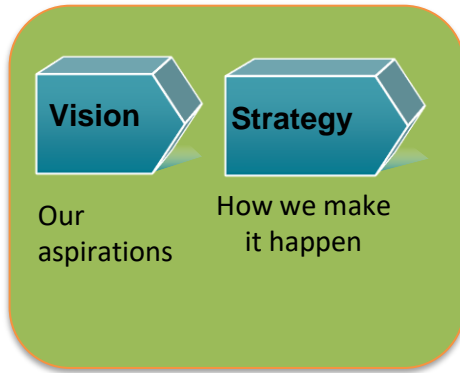 Vision
Strategy
Our
aspirations
How we make
it happen